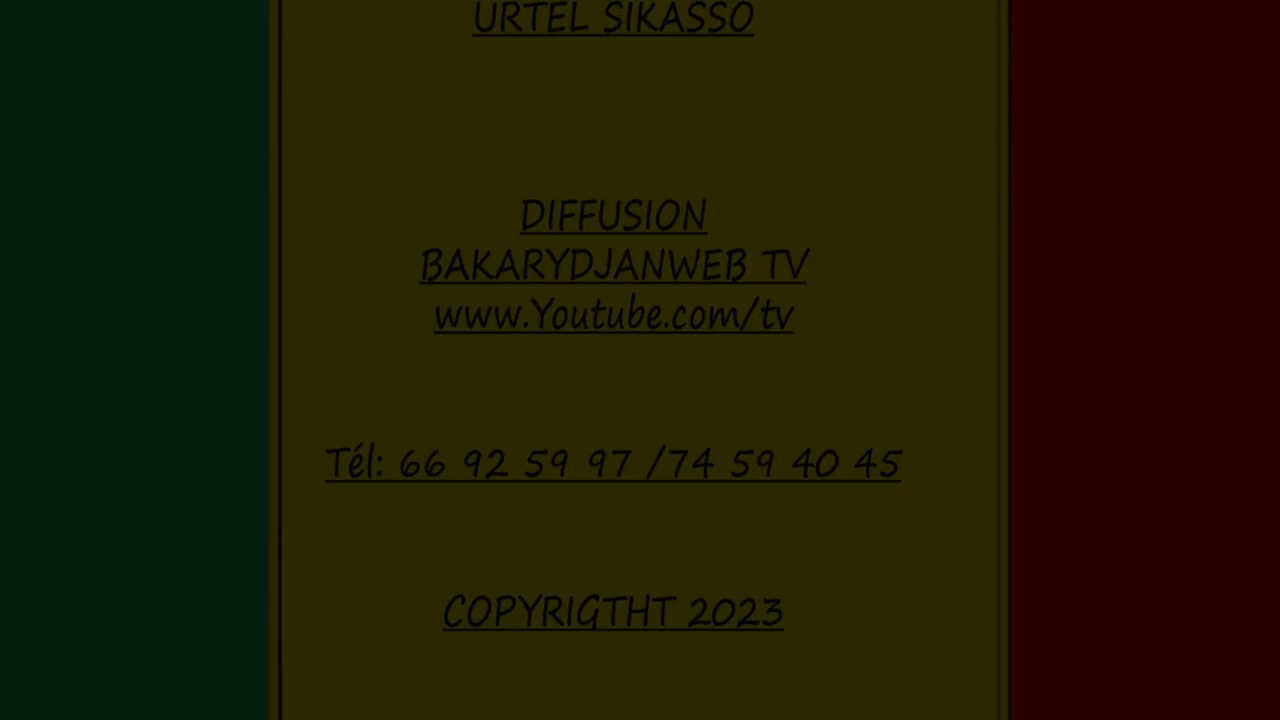 URTEL SIKASSO
DIFFUSION
BAKARYDJANWEB TV
www.Youtube.com/tv
Tél: 66 92 59 97 /74 59 40 45
COPYRIGTHT 2023